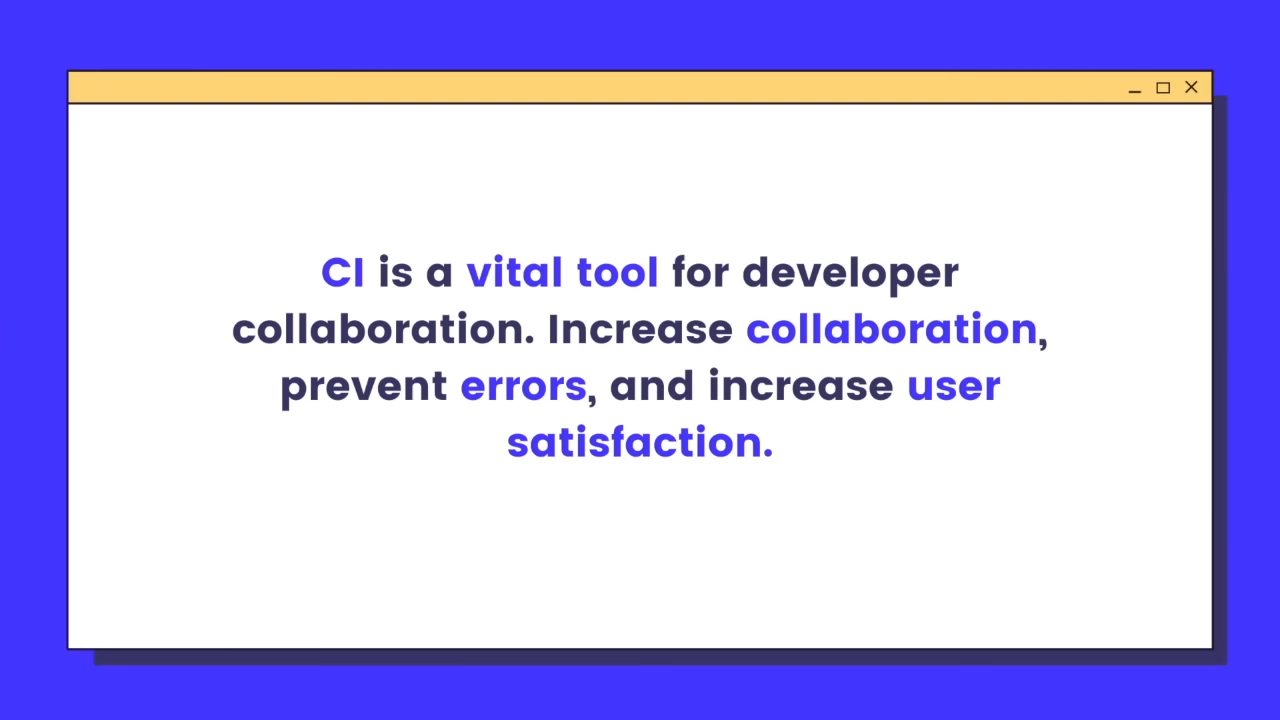 CI is a vital tool for developer
collaboration. Increase collaboration,
prevent errors, and increase user
satisfaction.